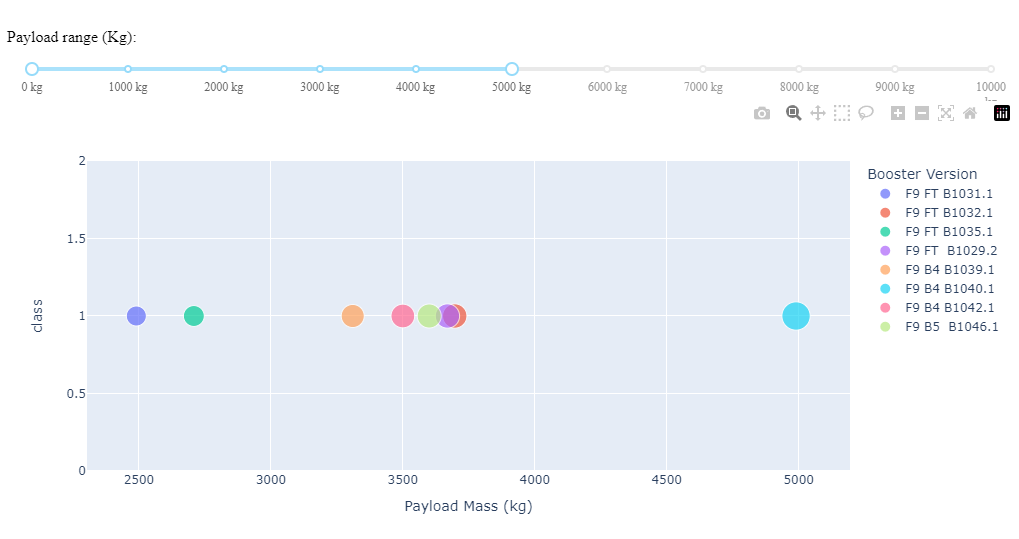 Payload range (Kg):
0 kg 1000 kg 2000 kg 3000 kg 4000 kg 5000 kg 6000 kg 7000 kg 8000 kg 9000 kg 10000
2
1.5
1
0.5
0
class
2500 3000 3500 4000 4500 5000
Payload Mass (kg)
Booster Version
F9 FT B1031.1
F9 FT B1032.1
F9 FT B1035.1
F9 FT  B1029.2
F9 B4 B1039.1
F9 B4 B1040.1
F9 B4 B1042.1
F9 B5  B1046.1